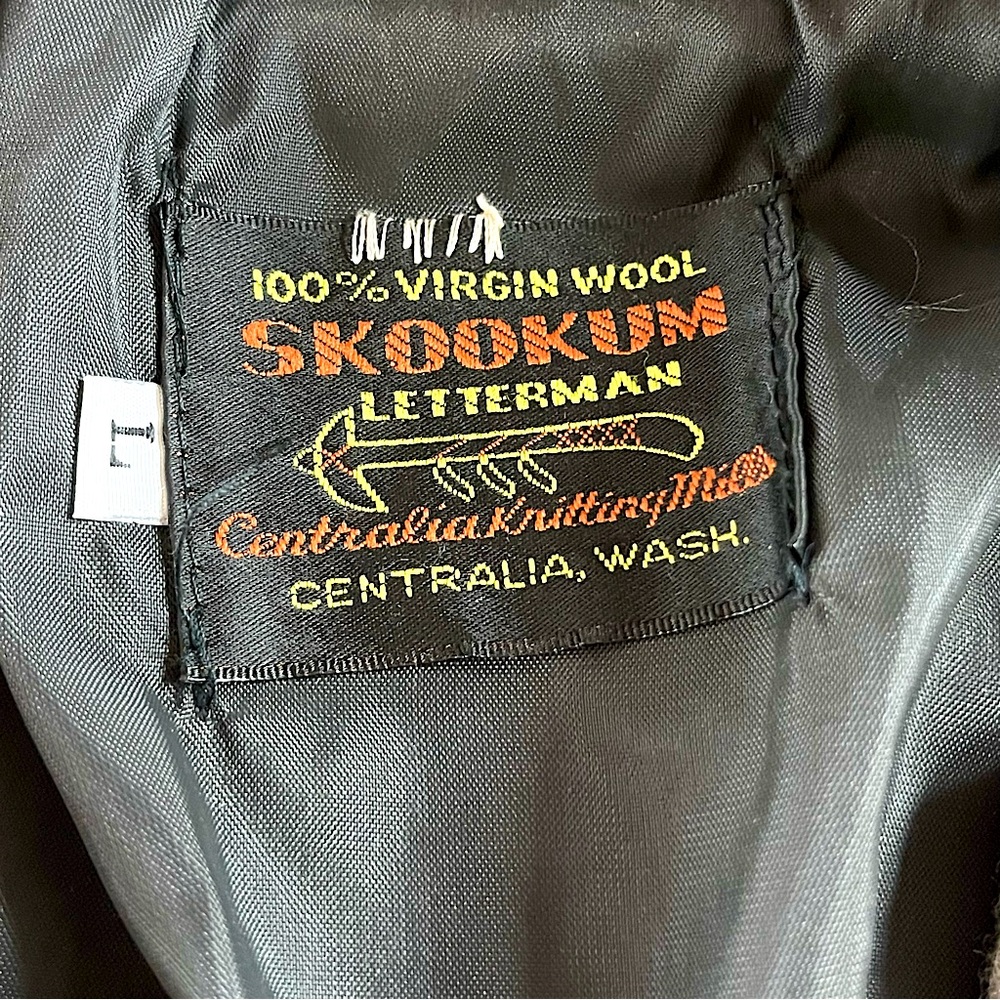 100% VIRGIN WOOL
SKOOKUM
LETTERMAN
Centralia Knitting Mills
CENTRALIA, WASH.